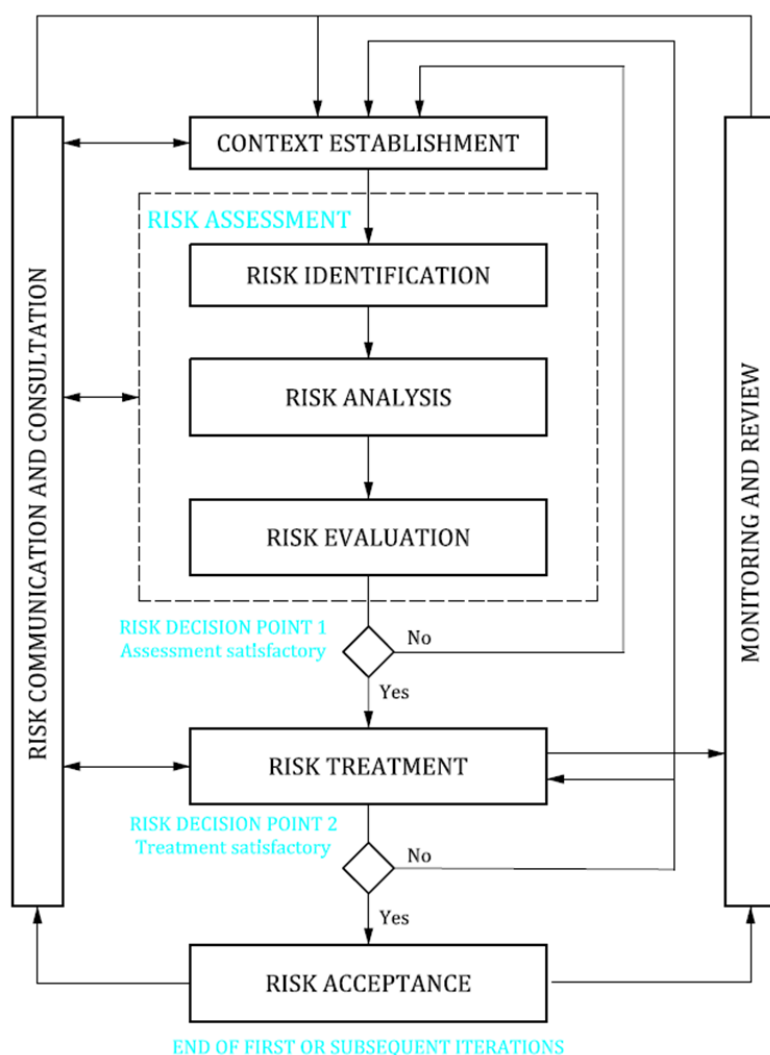 CONTEXT ESTABLISHMENT
RISK ASSESSMENT
RISK IDENTIFICATION
RISK ANALYSIS
RISK EVALUATION
RISK DECISION POINT 1
Assessment satisfactory
No
Yes
RISK TREATMENT
RISK DECISION POINT 2
Treatment satisfactory
No
Yes
RISK ACCEPTANCE
END OF FIRST OR SUBSEQUENT ITERATIONS
RISK COMMUNICATION AND CONSULTATION
MONITORING AND REVIEW